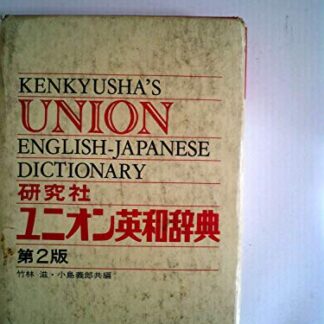 KENKYUSHA'S
UNION
ENGLISH-JAPANESE
DICTIONARY
研究社
ユニオン英和辞典
第2版
竹林 滋・小島義郎共編